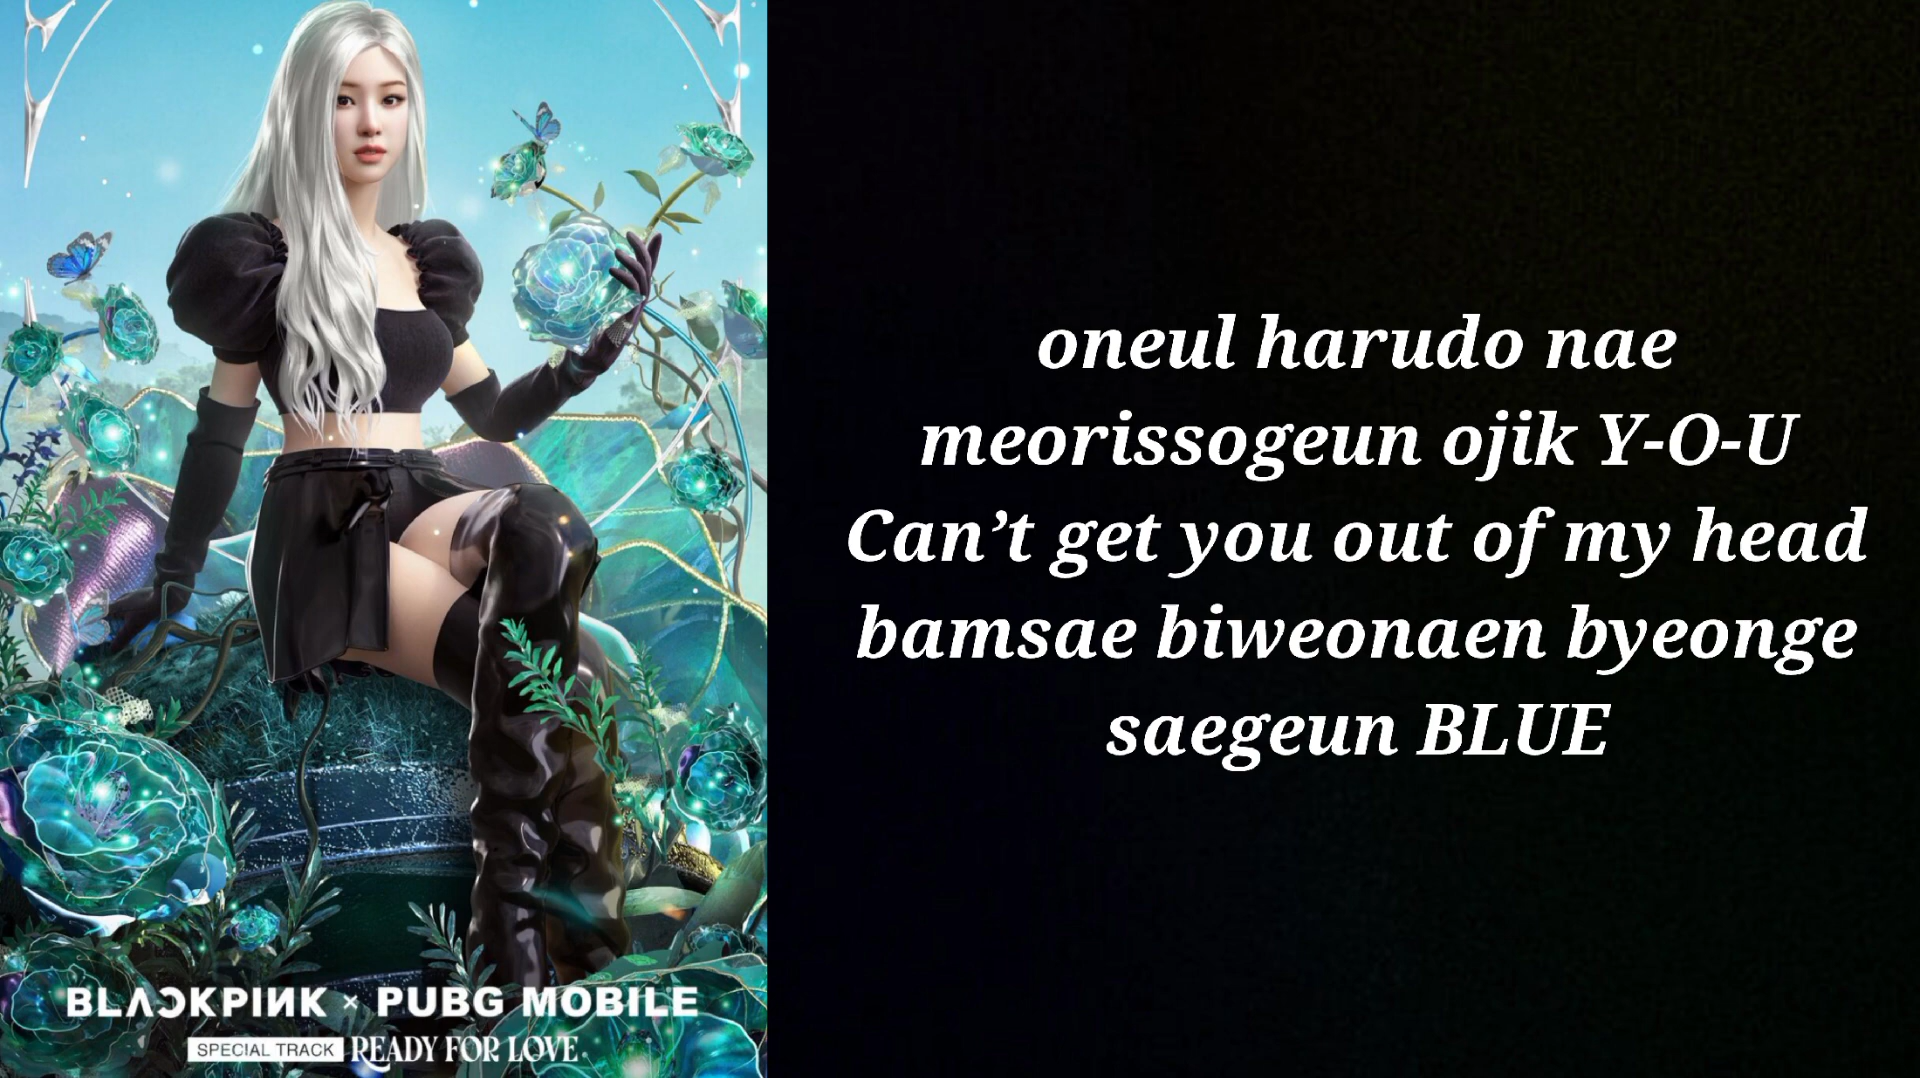 oneul harudo nae
meorissogeun ojik Y-O-U
Can’t get you out of my head
bamsae biweonaen byeonge
saegeun BLUE
BLACKPINK × PUBG MOBILE
SPECIAL TRACK READY FOR LOVE